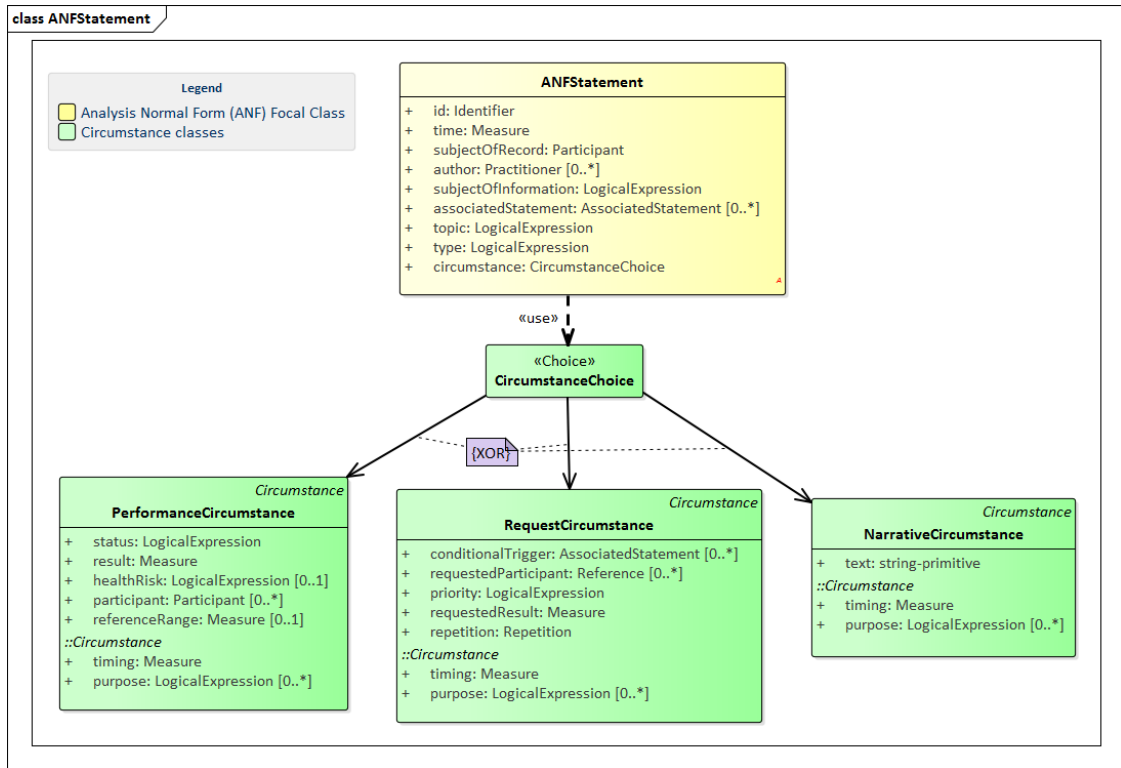 class ANFStatement
Legend
Analysis Normal Form (ANF) Focal Class
Circumstance classes
ANFStatement
+ id: Identifier
+ time: Measure
+ subjectOfRecord: Participant
+ author: Practitioner [0..*]
+ subjectOfInformation: LogicalExpression
+ associatedStatement: AssociatedStatement [0..*]
+ topic: LogicalExpression
+ type: LogicalExpression
+ circumstance: CircumstanceChoice
A
«use»
«Choice»
CircumstanceChoice
{XOR}
Circumstance
PerformanceCircumstance
+ status: LogicalExpression
+ result: Measure
+ healthRisk: LogicalExpression [0..1]
+ participant: Participant [0..*]
+ referenceRange: Measure [0..1]
::Circumstance
+ timing: Measure
+ purpose: LogicalExpression [0..*]
Circumstance
RequestCircumstance
+ conditionalTrigger: AssociatedStatement [0..*]
+ requestedParticipant: Reference [0..*]
+ priority: LogicalExpression
+ requestedResult: Measure
+ repetition: Repetition
::Circumstance
+ timing: Measure
+ purpose: LogicalExpression [0..*]
Circumstance
NarrativeCircumstance
+ text: string-primitive
::Circumstance
+ timing: Measure
+ purpose: LogicalExpression [0..*]